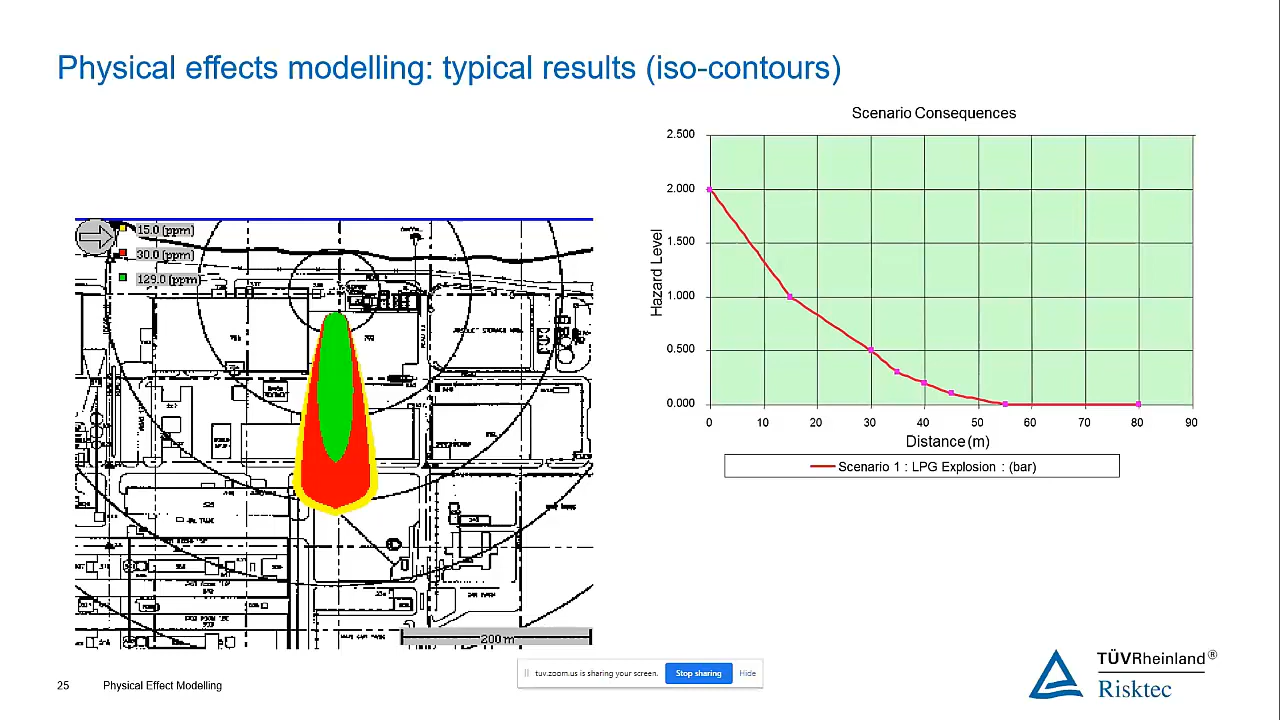 Physical effects modelling: typical results (iso-contours)
15.0 (ppm)
30.0 (ppm)
129.0 (ppm)
200 m
Scenario Consequences
Hazard Level
2.500
2.000
1.500
1.000
0.500
0.000
0 10 20 30 40 50 60 70 80 90
Distance (m)
Scenario 1 : LPG Explosion : (bar)
tuv.zoom.us is sharing your screen. Stop sharing Hide
25 Physical Effect Modelling
TÜVRheinland®
Risktec